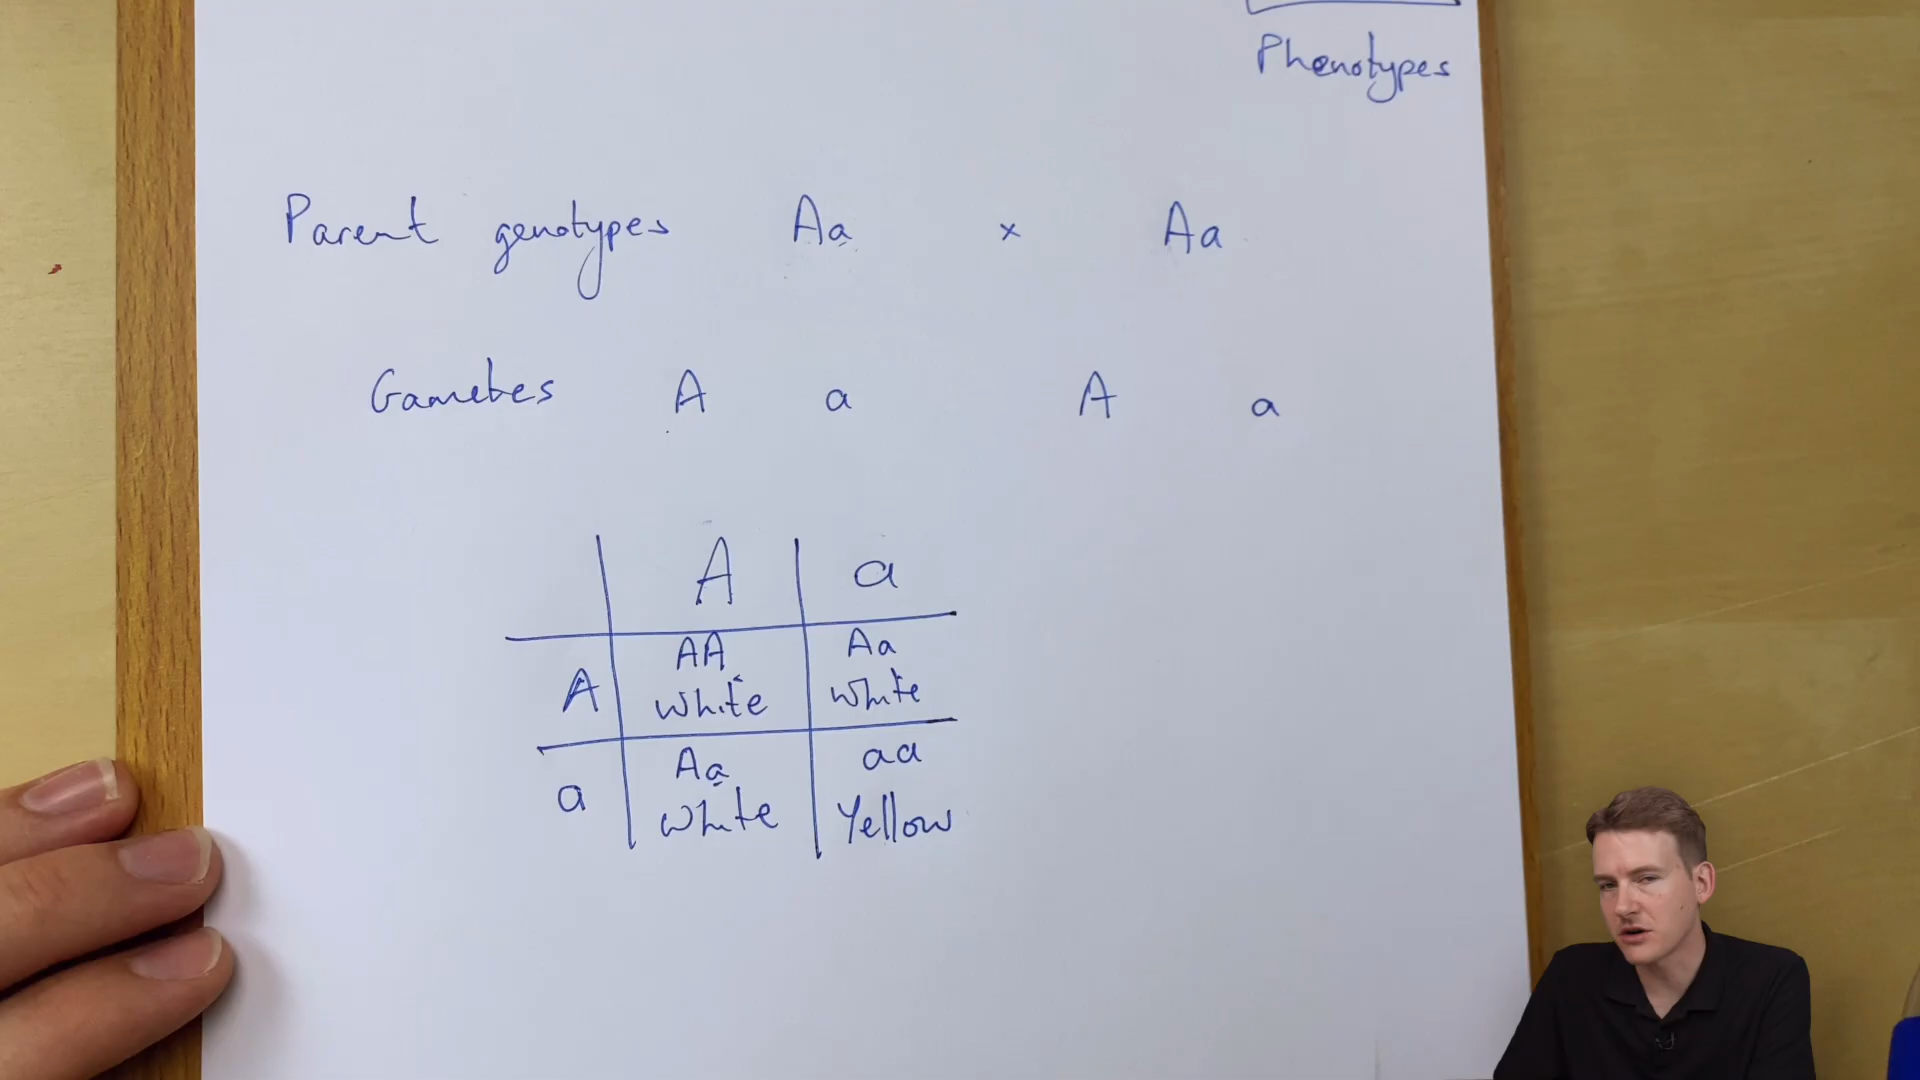 Phenotypes
Parent genotypes Aa x Aa
Gametes A a A a
A a
A AA Aa
white white
a Aa aa
white Yellow